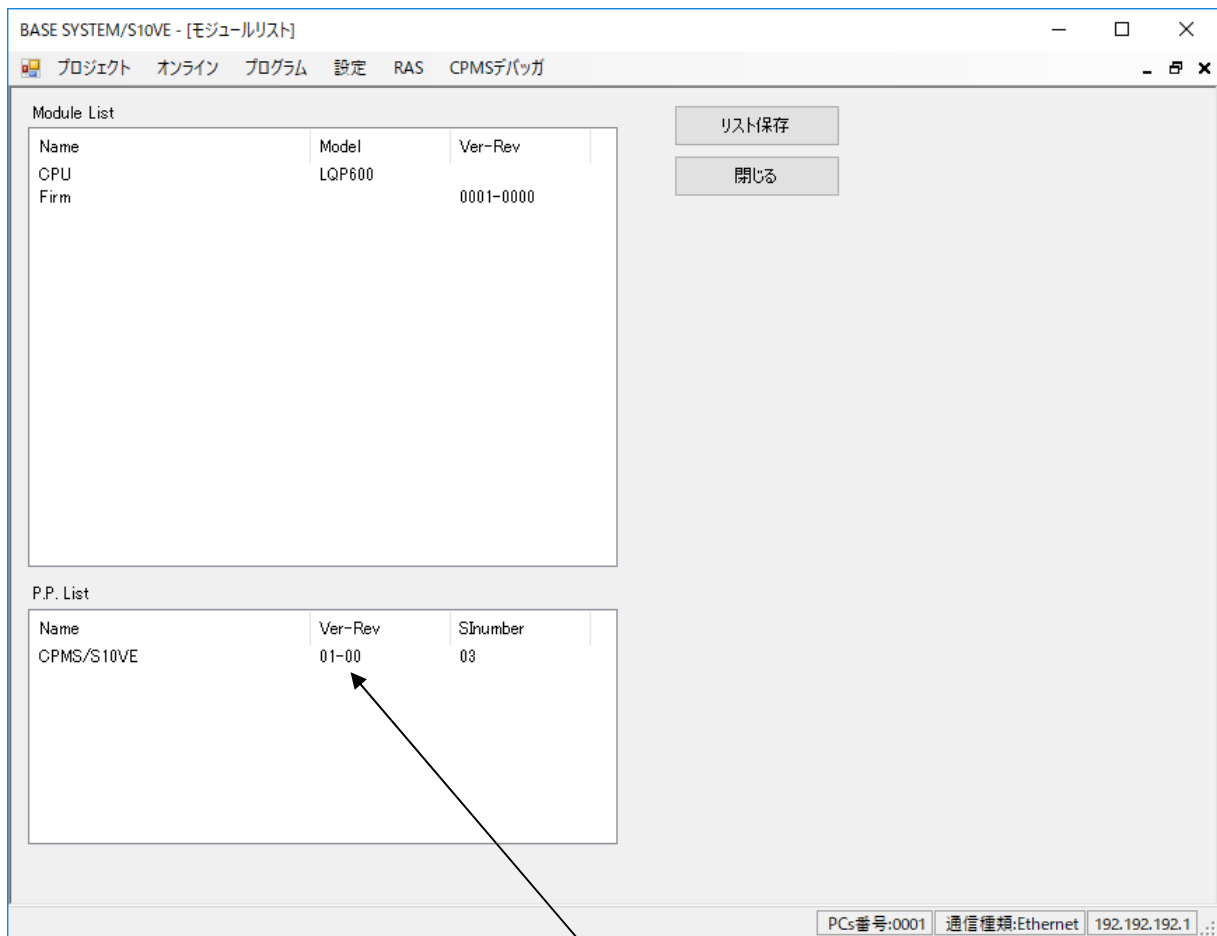 BASE SYSTEM/S10VE - [モジュールリスト]
プロジェクト オンライン プログラム 設定 RAS CPMSデバッガ
Module List
リスト保存
Name Model Ver-Rev
CPU LQP600
閉じる
Firm 0001-0000
P.P. List
Name Ver-Rev SInumber
CPMS/S10VE 01-00 03
PCs番号:0001 通信種類:Ethernet 192.192.192.1